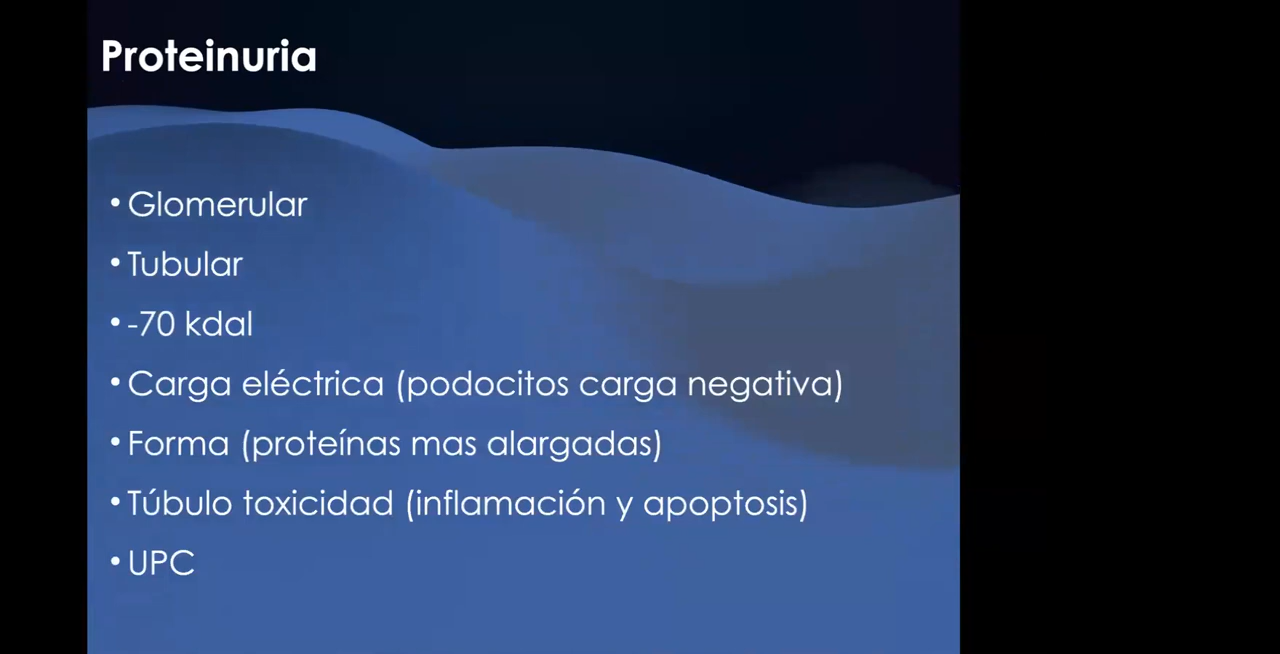 Proteinuria
•Glomerular
•Tubular
•-70 kdal
•Carga eléctrica (podocitos carga negativa)
•Forma (proteínas mas alargadas)
•Túbulo toxicidad (inflamación y apoptosis)
•UPC